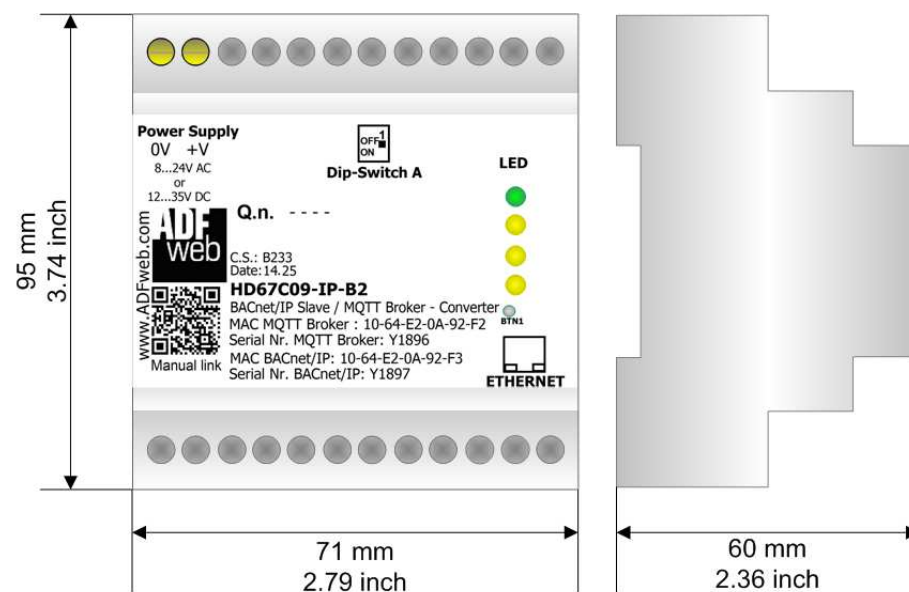 Power Supply
0V +V
8...24V AC
or
12...35V DC
OFF 1
ON
Dip-Switch A
LED
ADF
web
www.ADFweb.com
Q.n. - - - -
C.S.: B233
Date: 14.25
HD67C09-IP-B2
BACnet/IP Slave / MQTT Broker - Converter
MAC MQTT Broker : 10-64-E2-0A-92-F2
Serial Nr. MQTT Broker: Y1896
MAC BACnet/IP: 10-64-E2-0A-92-F3
Serial Nr. BACnet/IP: Y1897
Manual link
BTN1
ETHERNET
95 mm
3.74 inch
71 mm
2.79 inch
60 mm
2.36 inch